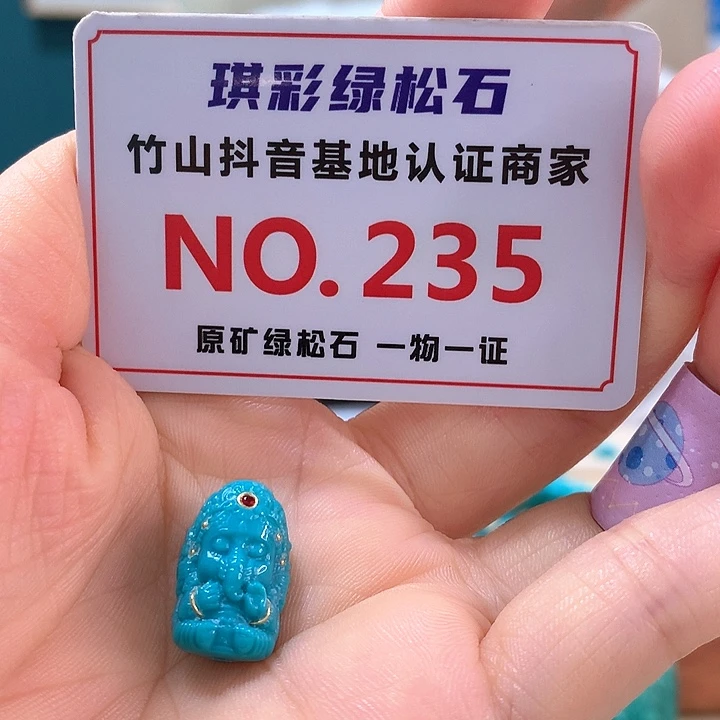 琪彩绿松石
竹山抖音基地认证商家
NO.235
原矿绿松石 一物一证